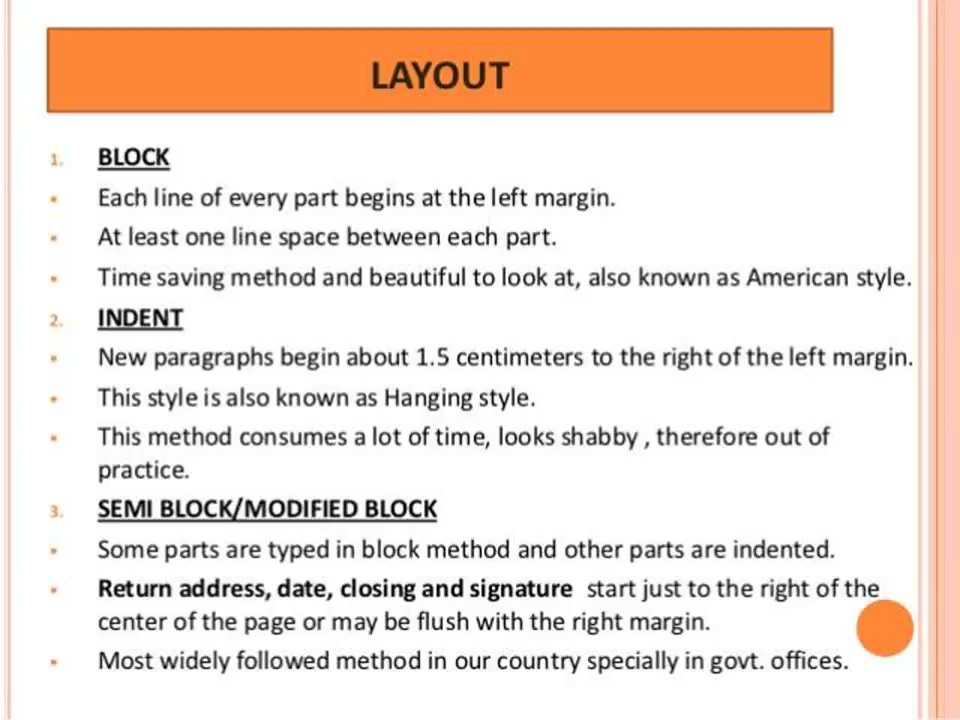 LAYOUT
1. BLOCK
▪ Each line of every part begins at the left margin.
▪ At least one line space between each part.
▪ Time saving method and beautiful to look at, also known as American style.
2. INDENT
▪ New paragraphs begin about 1.5 centimeters to the right of the left margin.
▪ This style is also known as Hanging style.
▪ This method consumes a lot of time, looks shabby , therefore out of
practice.
3. SEMI BLOCK/MODIFIED BLOCK
▪ Some parts are typed in block method and other parts are indented.
▪ Return address, date, closing and signature start just to the right of the
center of the page or may be flush with the right margin.
▪ Most widely followed method in our country specially in govt. offices.